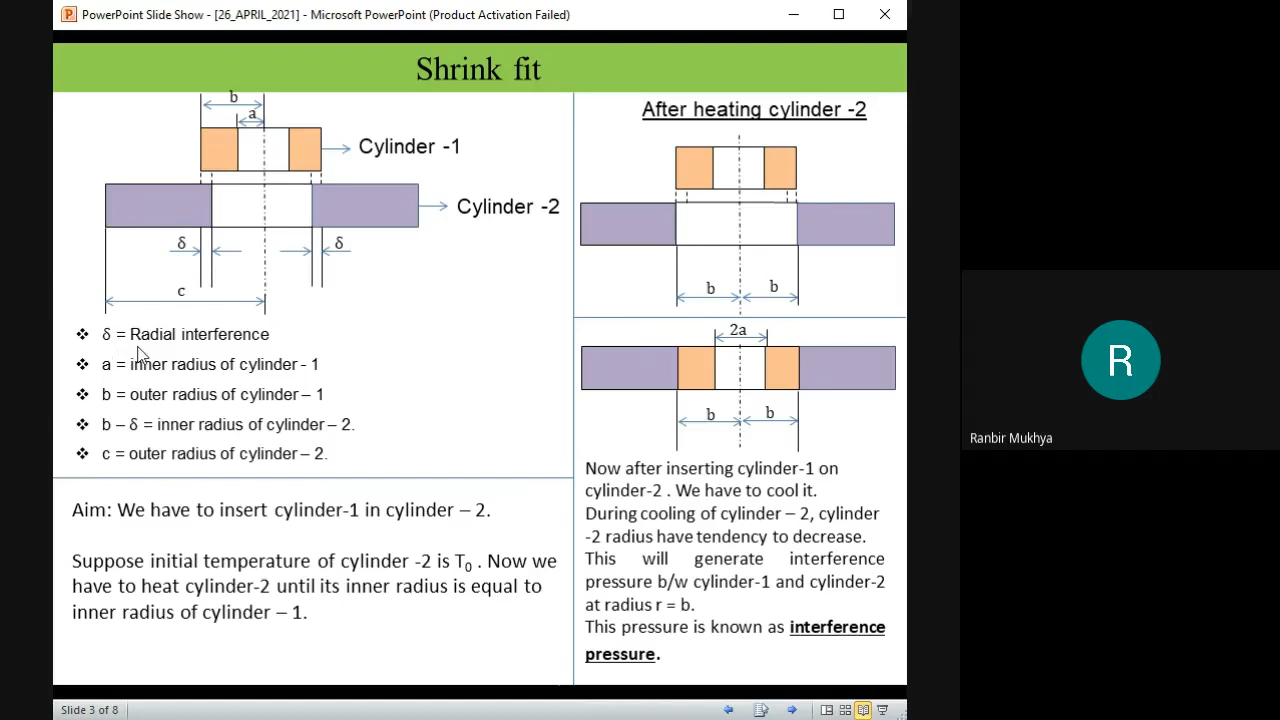 PowerPoint Slide Show - [26_APRIL_2021] - Microsoft PowerPoint (Product Activation Failed)
Shrink fit
b
a
Cylinder -1
Cylinder -2
δ
δ
c
❖ δ = Radial interference
❖ a = inner radius of cylinder - 1
❖ b = outer radius of cylinder – 1
❖ b – δ = inner radius of cylinder – 2.
❖ c = outer radius of cylinder – 2.
Aim: We have to insert cylinder-1 in cylinder – 2.
Suppose initial temperature of cylinder -2 is T₀ . Now we
have to heat cylinder-2 until its inner radius is equal to
inner radius of cylinder – 1.
After heating cylinder -2
b
b
2a
b
b
Now after inserting cylinder-1 on
cylinder-2 . We have to cool it.
During cooling of cylinder – 2, cylinder
-2 radius have tendency to decrease.
This will generate interference
pressure b/w cylinder-1 and cylinder-2
at radius r = b.
This pressure is known as interference
pressure.
R
Ranbir Mukhya
Slide 3 of 8